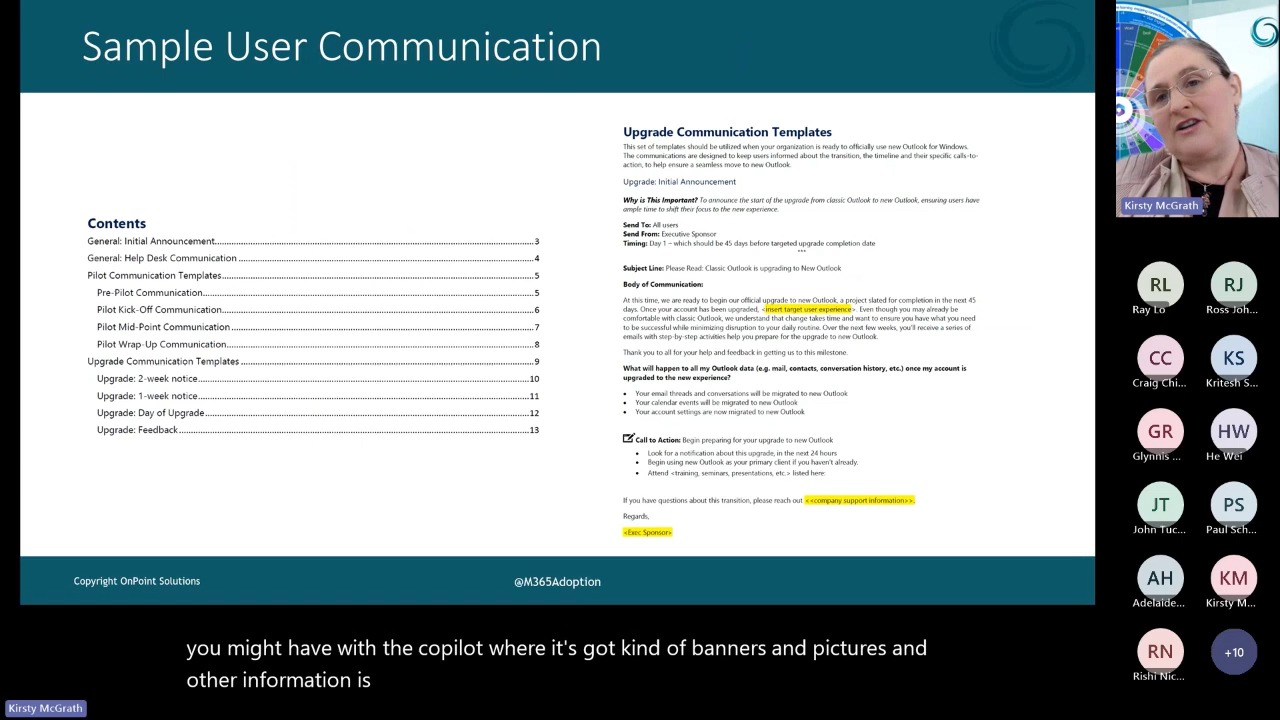 Sample User Communication
Contents
General: Initial Announcement 3
General: Help Desk Communication 4
Pilot Communication Templates 5
Pre-Pilot Communication 5
Pilot Kick-Off Communication 6
Pilot Mid-Point Communication 7
Pilot Wrap-Up Communication 8
Upgrade Communication Templates 9
Upgrade: 2-week notice 10
Upgrade: 1-week notice 11
Upgrade: Day of Upgrade 12
Upgrade: Feedback 13
Upgrade Communication Templates
This set of templates should be utilized when your organization is ready to officially use new Outlook for Windows.
The communications are designed to keep users informed about the transition, the timeline and their specific calls-to-
action, to help ensure a seamless move to new Outlook.
Upgrade: Initial Announcement
Why is This Important? To announce the start of the upgrade from classic Outlook to new Outlook, ensuring users have
ample time to shift their focus to the new experience.
Send To: All users
Send From: Executive Sponsor
Timing: Day 1 – which should be 45 days before targeted upgrade completion date
***
Subject Line: Please Read: Classic Outlook is upgrading to New Outlook
Body of Communication:
At this time, we are ready to begin our official upgrade to new Outlook, a project slated for completion in the next 45
days. Once your account has been upgraded, <insert target user experience>. Even though you may already be
comfortable with classic Outlook, we understand that change takes time and want to ensure you have what you need
to be successful while minimizing disruption to your daily routine. Over the next few weeks, you'll receive a series of
emails with step-by-step activities help you prepare for the upgrade to new Outlook.
Thank you to all for your help and feedback in getting us to this milestone.
What will happen to all my Outlook data (e.g. mail, contacts, conversation history, etc.) once my account is
upgraded to the new experience?
• Your email threads and conversations will be migrated to new Outlook
• Your calendar events will be migrated to new Outlook
• Your account settings are now migrated to new Outlook
Call to Action: Begin preparing for your upgrade to new Outlook
• Look for a notification about this upgrade, in the next 24 hours
• Begin using new Outlook as your primary client if you haven't already.
• Attend <training, seminars, presentations, etc.> listed here:
If you have questions about this transition, please reach out <<company support information>>.
Regards,
<Exec Sponsor>
Copyright OnPoint Solutions
@M365Adoption
you might have with the copilot where it's got kind of banners and pictures and
other information is
Kirsty McGrath
Kirsty McGrath
RL
Ray Lo
RJ
Ross Joh...
CC
Craig Chi...
KS
Kritesh S...
GR
Glynnis ...
HW
He Wei
JT
John Tuc...
PS
Paul Sch...
AH
Adelaide...
KM
Kirsty M...
RN
Rishi Nic...
+10